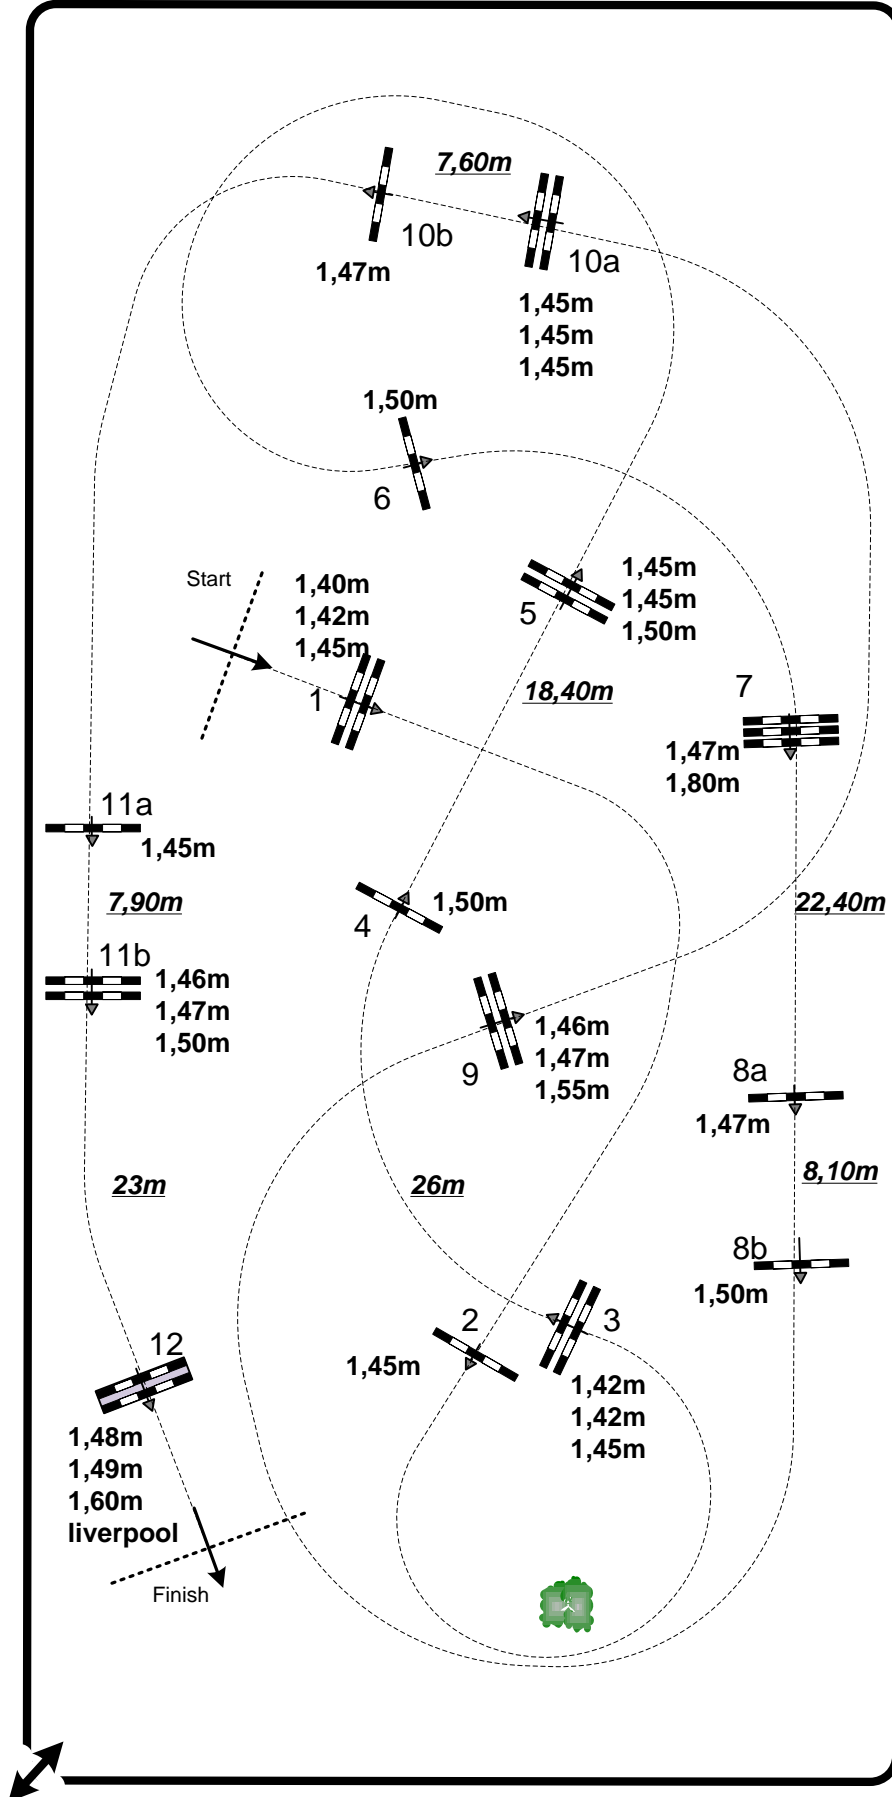 7,60m
10b
10a
1,47m
1,45m
1,45m
1,45m
1,50m
6
Start
1,40m
1,42m
1,45m
1
5
1,45m
1,45m
1,50m
18,40m
7
1,47m
1,80m
11a
1,45m
7,90m
4
1,50m
22,40m
11b
1,46m
1,47m
1,50m
9
1,46m
1,47m
1,55m
8a
1,47m
23m
26m
8,10m
8b
1,50m
2
1,45m
3
1,42m
1,42m
1,45m
12
1,48m
1,49m
1,60m
liverpool
Finish